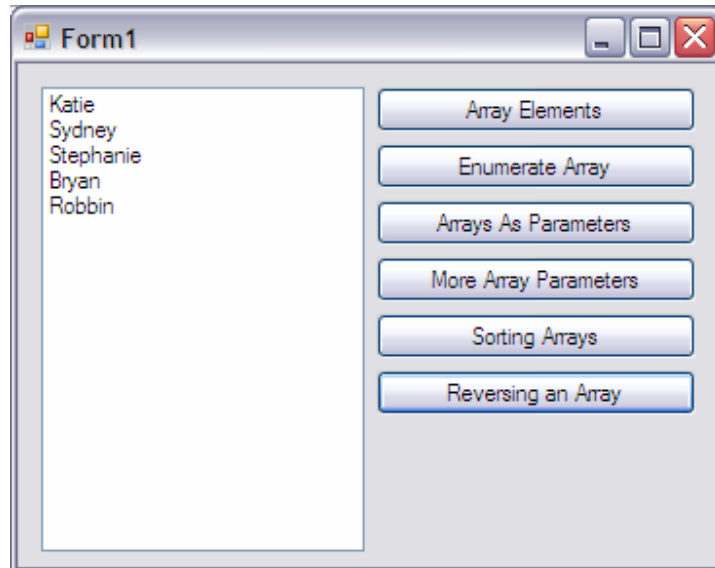 Form1
Katie
Sydney
Stephanie
Bryan
Robbin
Array Elements
Enumerate Array
Arrays As Parameters
More Array Parameters
Sorting Arrays
Reversing an Array